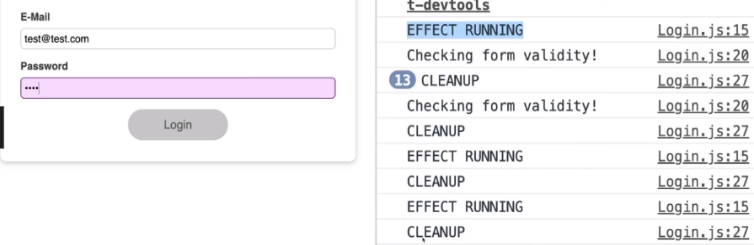 E-Mail
test@test.com
Password
••••
Login
t-devtools
EFFECT RUNNING Login.js:15
Checking form validity! Login.js:20
13 CLEANUP Login.js:27
Checking form validity! Login.js:20
CLEANUP Login.js:27
EFFECT RUNNING Login.js:15
CLEANUP Login.js:27
EFFECT RUNNING Login.js:15
CLEANUP Login.js:27